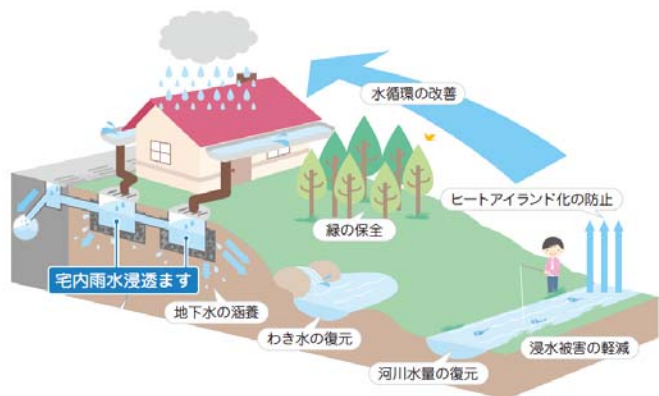 水循環の改善
ヒートアイランド化の防止
緑の保全
宅内雨水浸透ます
地下水の涵養
わき水の復元
浸水被害の軽減
河川水量の復元